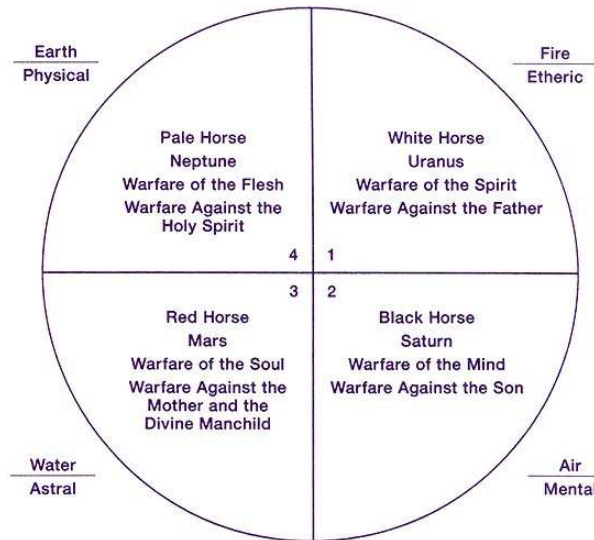 Earth
Physical
Fire
Etheric
Pale Horse
Neptune
Warfare of the Flesh
Warfare Against the
Holy Spirit
4
White Horse
Uranus
Warfare of the Spirit
Warfare Against the Father
1
3
Red Horse
Mars
Warfare of the Soul
Warfare Against the
Mother and the
Divine Manchild
2
Black Horse
Saturn
Warfare of the Mind
Warfare Against the Son
Water
Astral
Air
Mental